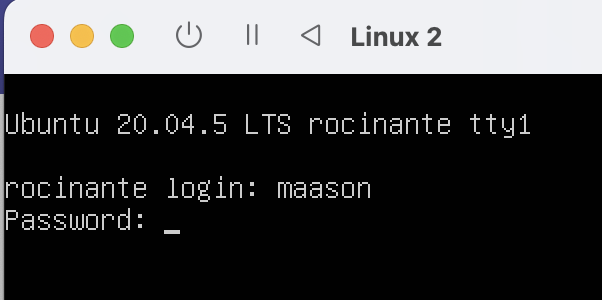 Linux 2
Ubuntu 20.04.5 LTS rocinante tty1
rocinante login: maason
Password: _